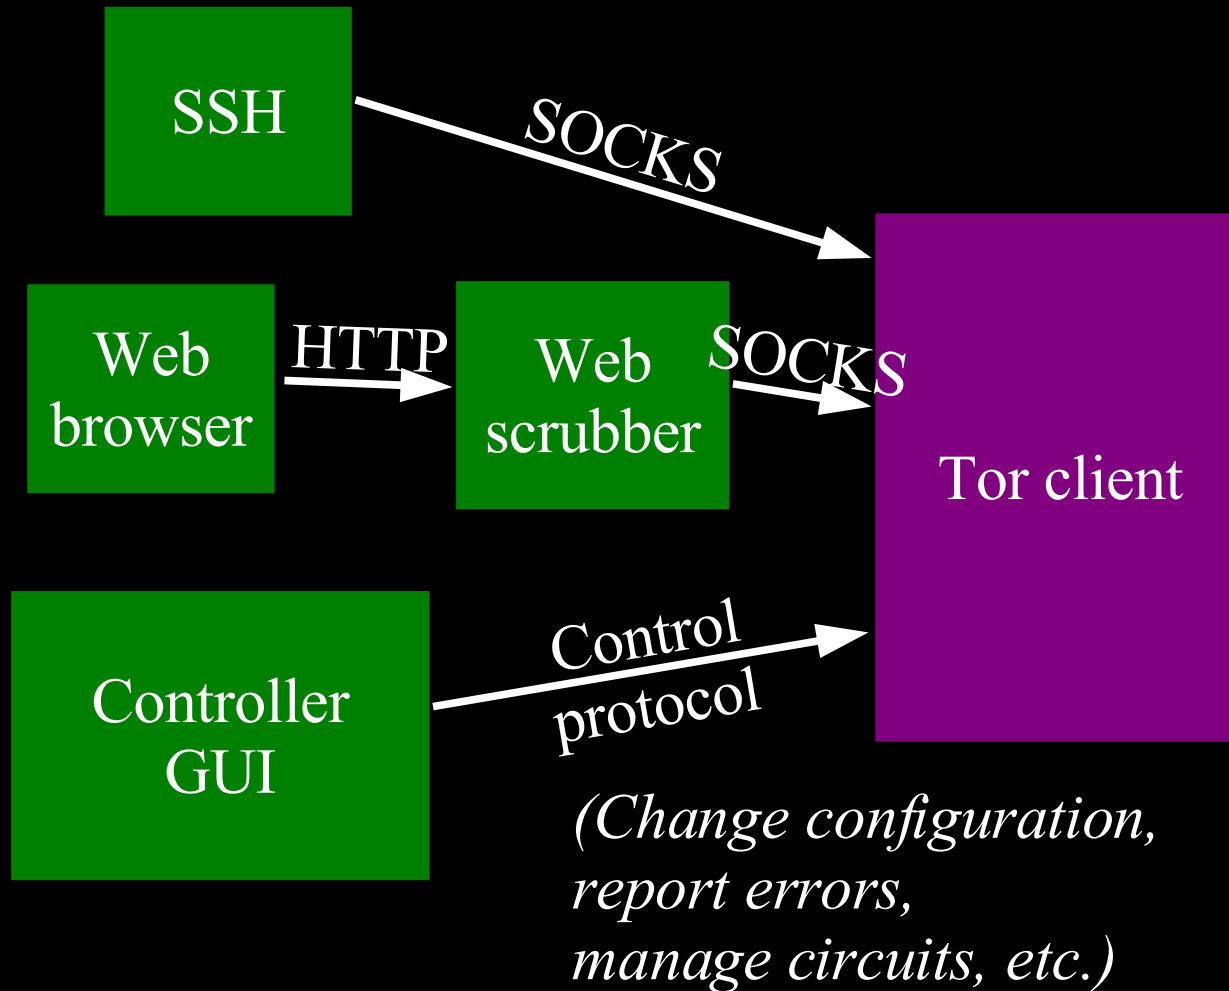 SSH
SOCKS
Web
browser
HTTP
Web
scrubber
SOCKS
Tor client
Controller
GUI
Control
protocol
(Change configuration,
report errors,
manage circuits, etc.)